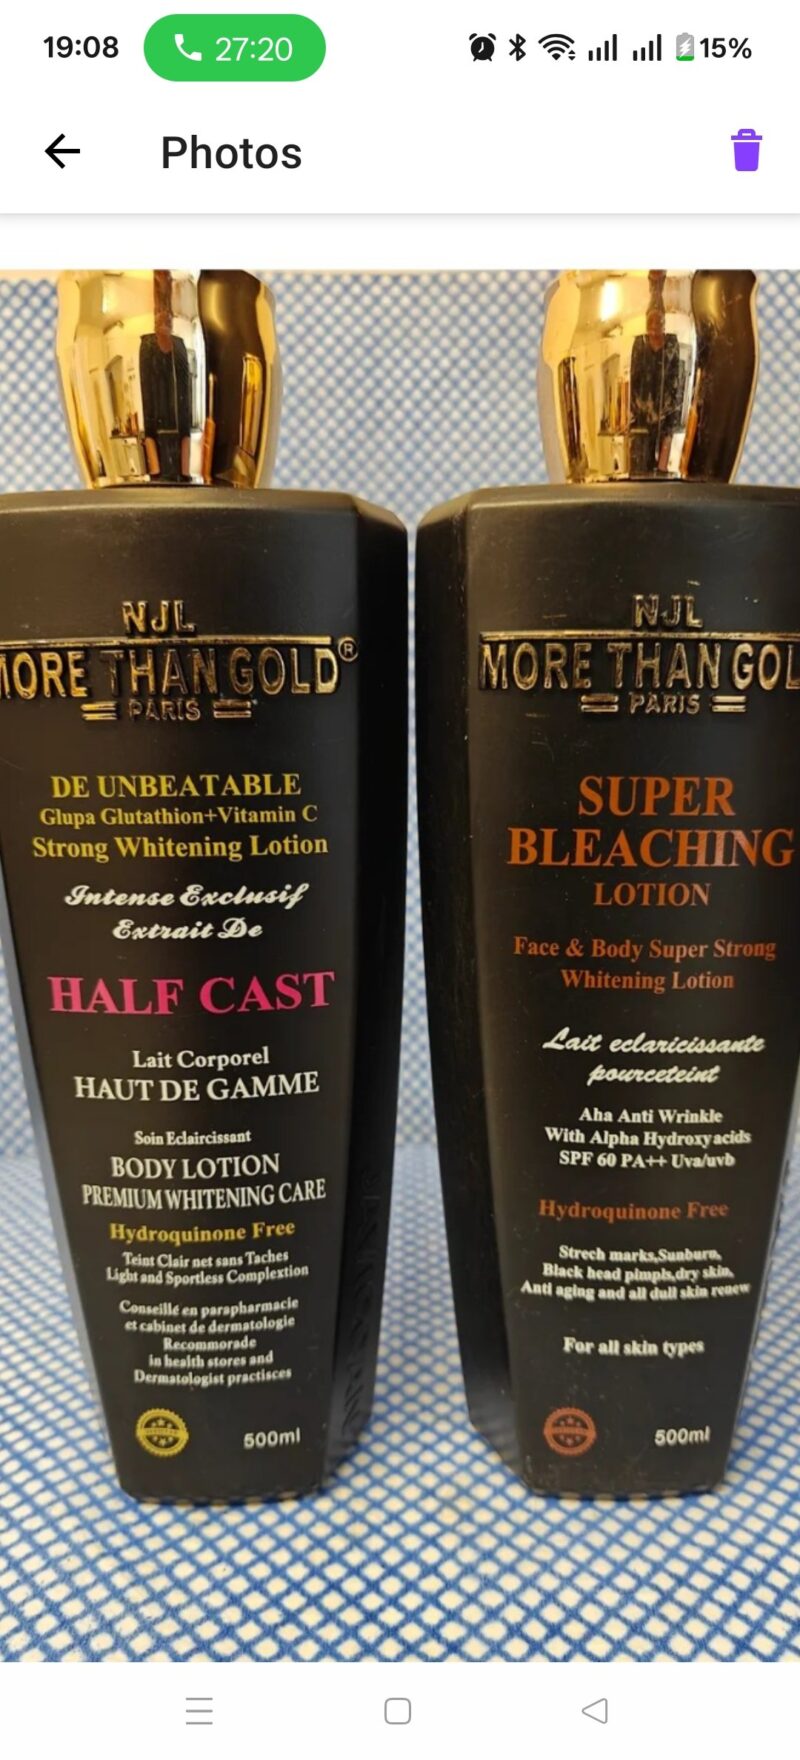 19:08
27:20
15%
Photos
NJL
MORE THAN GOLD®
PARIS
DE UNBEATABLE
Glupa Glutathion+Vitamin C
Strong Whitening Lotion
Intense Exclusif
Extrait De
HALF CAST
Lait Corporel
HAUT DE GAMME
Soin Eclaircissant
BODY LOTION
PREMIUM WHITENING CARE
Hydroquinone Free
Teint Clair net sans Taches
Light and Sportless Complextion
Conseillé en parapharmacie
et cabinet de dermatologie
Recommorade
in health stores and
Dermatologist practisces
500ml
NJL
MORE THAN GOL
PARIS
SUPER
BLEACHING
LOTION
Face & Body Super Strong
Whitening Lotion
Lait eclaricissante
pourceteint
Aha Anti Wrinkle
With Alpha Hydroxyacids
SPF 60 PA++ Uva/uvb
Hydroquinone Free
Strech marks,Sunburn,
Black head pimpls,dry skin,
Anti aging and all dull skin renew
For all skin types
500ml